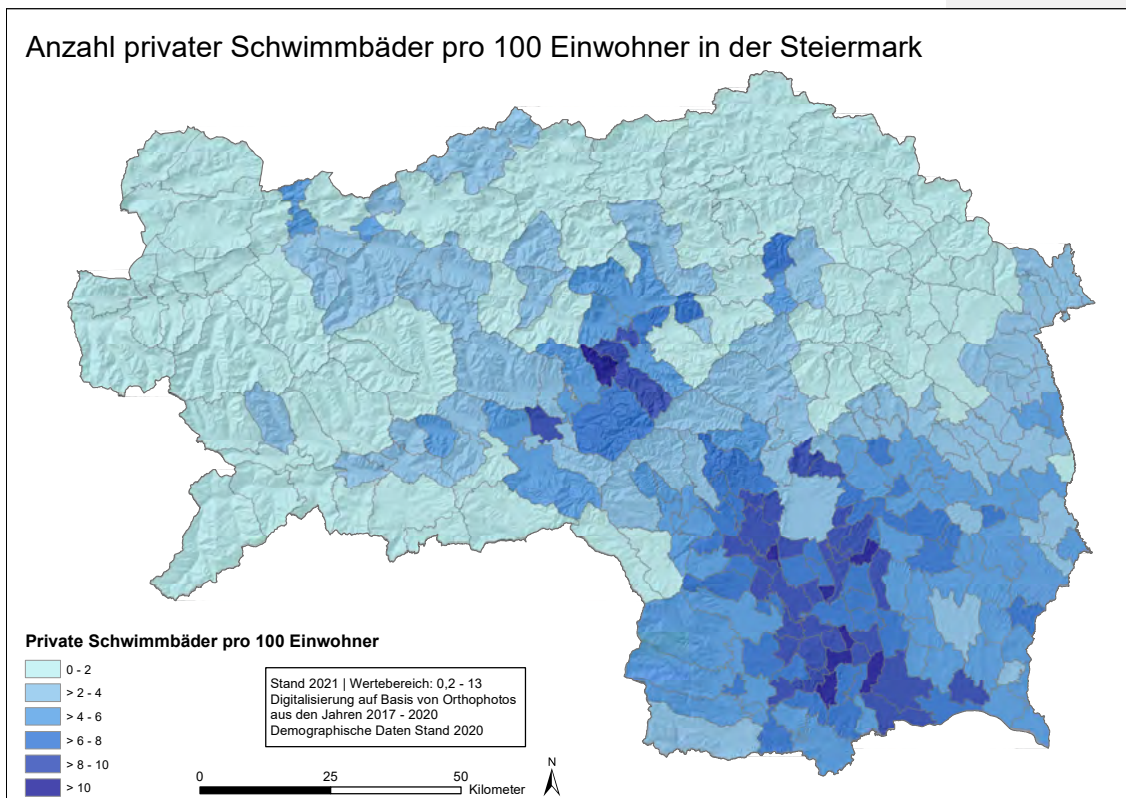 Anzahl privater Schwimmbäder pro 100 Einwohner in der Steiermark
Private Schwimmbäder pro 100 Einwohner
0 - 2
> 2 - 4
> 4 - 6
> 6 - 8
> 8 - 10
> 10
Stand 2021 | Wertebereich: 0,2 - 13
Digitalisierung auf Basis von Orthophotos
aus den Jahren 2017 - 2020
Demographische Daten Stand 2020
0 25 50
Kilometer
N